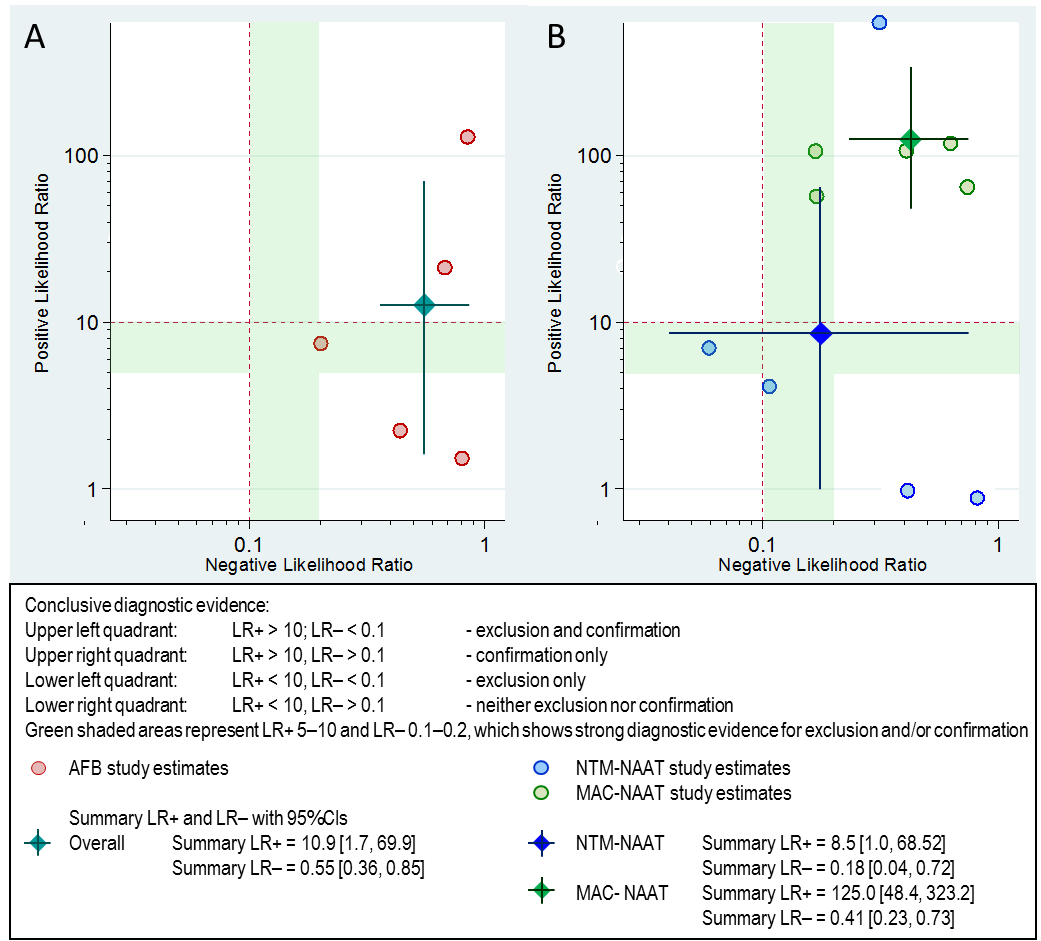 A
B
Positive Likelihood Ratio
100
10
1
0.1
1
Negative Likelihood Ratio
Positive Likelihood Ratio
100
10
1
0.1
1
Negative Likelihood Ratio
Conclusive diagnostic evidence:
Upper left quadrant: LR+ > 10; LR– < 0.1 - exclusion and confirmation
Upper right quadrant: LR+ > 10, LR– > 0.1 - confirmation only
Lower left quadrant: LR+ < 10, LR– < 0.1 - exclusion only
Lower right quadrant: LR+ < 10, LR– > 0.1 - neither exclusion nor confirmation
Green shaded areas represent LR+ 5–10 and LR– 0.1–0.2, which shows strong diagnostic evidence for exclusion and/or confirmation
AFB study estimates
Summary LR+ and LR– with 95%CIs
Overall Summary LR+ = 10.9 [1.7, 69.9]
Summary LR– = 0.55 [0.36, 0.85]
NTM-NAAT study estimates
MAC-NAAT study estimates
NTM-NAAT Summary LR+ = 8.5 [1.0, 68.52]
Summary LR– = 0.18 [0.04, 0.72]
MAC- NAAT Summary LR+ = 125.0 [48.4, 323.2]
Summary LR– = 0.41 [0.23, 0.73]